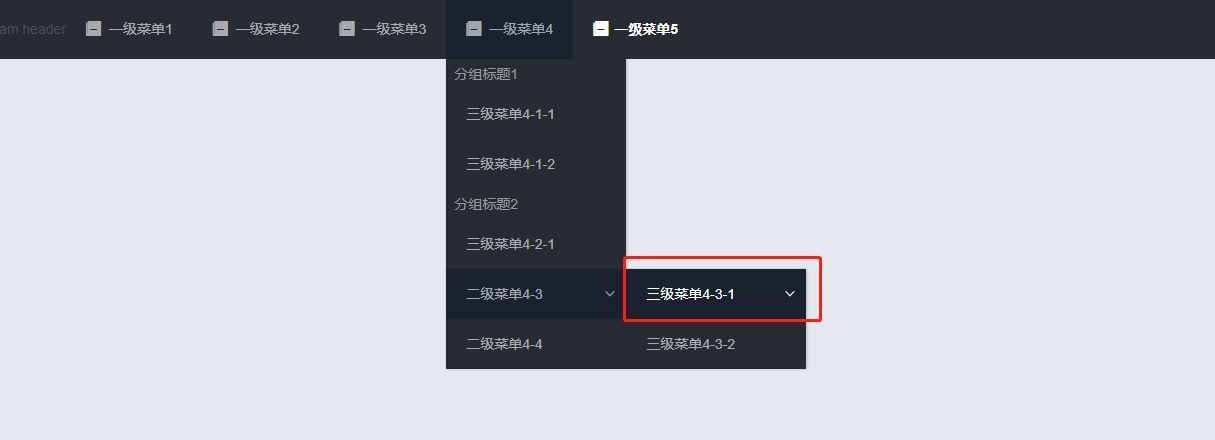 am header 一级菜单1 一级菜单2 一级菜单3 一级菜单4 一级菜单5
分组标题1
三级菜单4-1-1
三级菜单4-1-2
分组标题2
三级菜单4-2-1
二级菜单4-3 三级菜单4-3-1
二级菜单4-4 三级菜单4-3-2